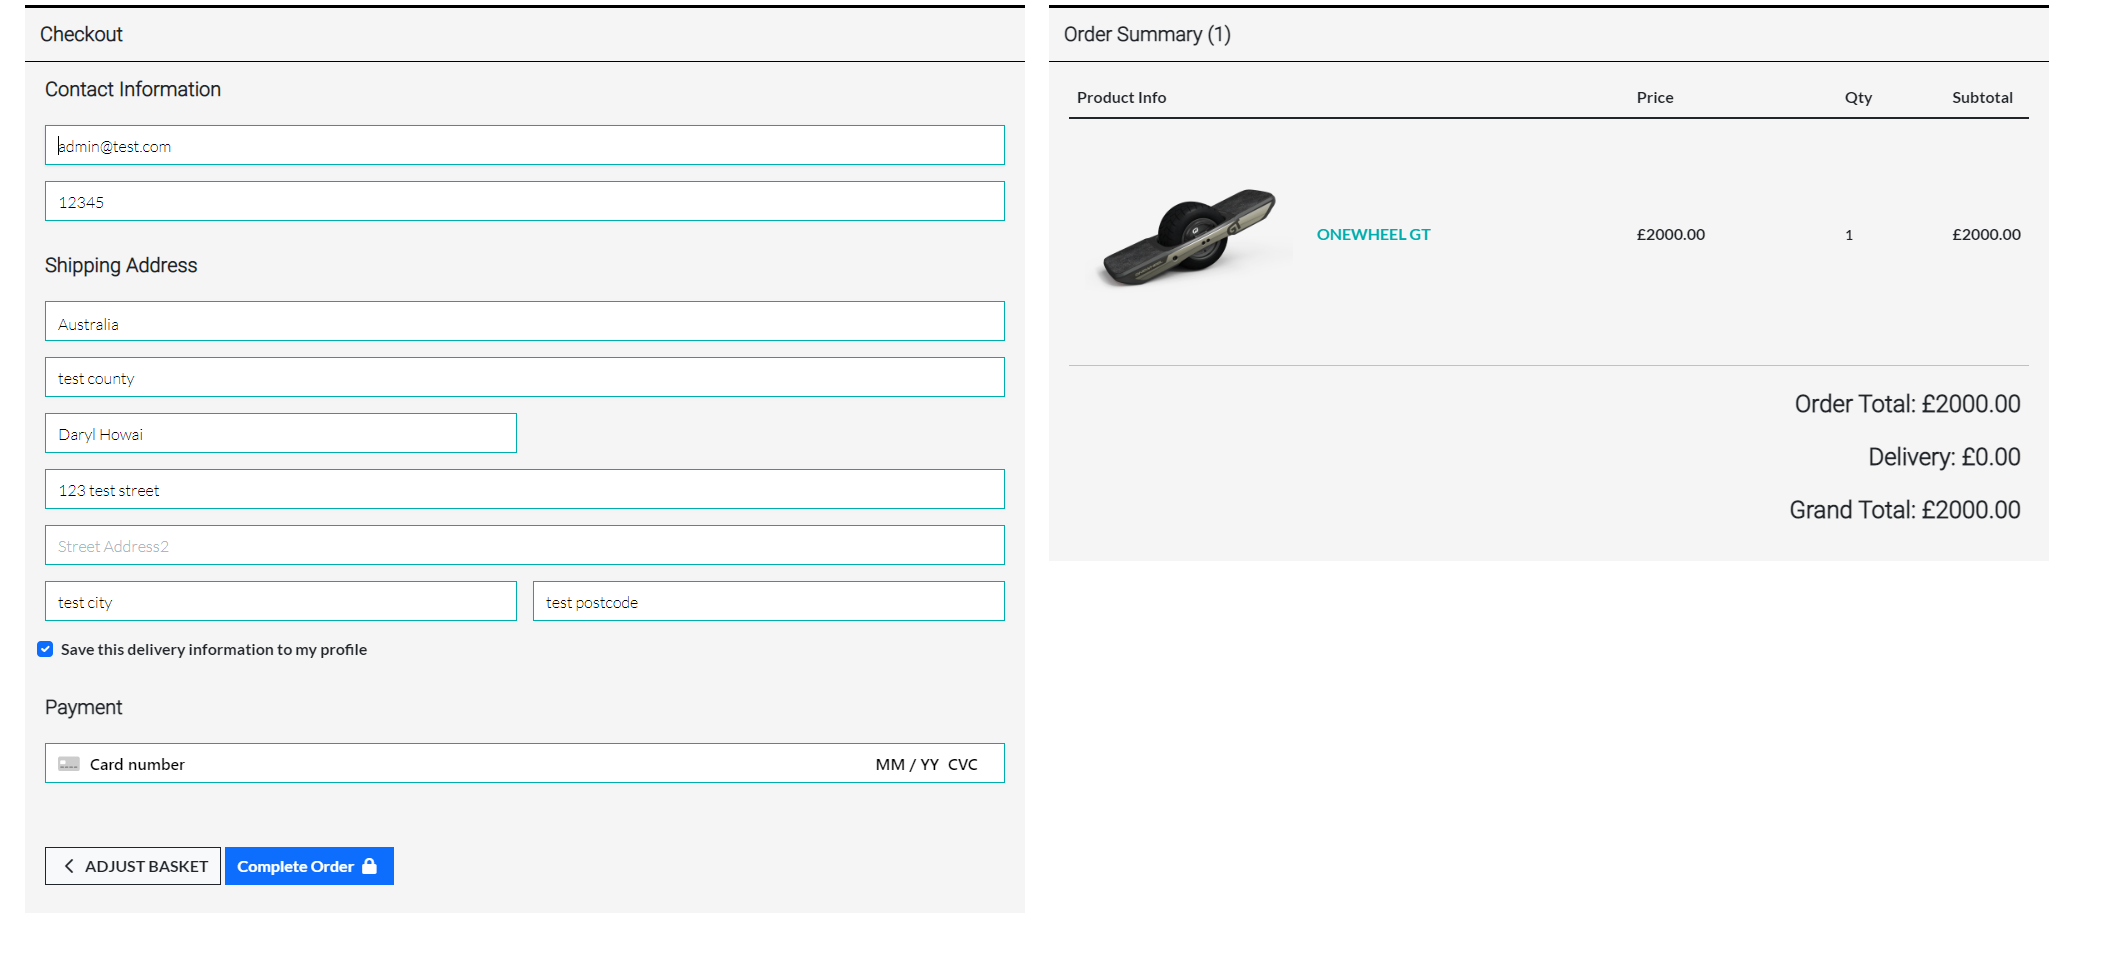 Checkout
Contact Information
admin@test.com
12345
Shipping Address
Australia
test county
Daryl Howai
123 test street
Street Address2
test city
test postcode
Save this delivery information to my profile
Payment
Card number MM / YY CVC
ADJUST BASKET
Complete Order
Order Summary (1)
Product Info Price Qty Subtotal
ONEWHEEL GT £2000.00 1 £2000.00
Order Total: £2000.00
Delivery: £0.00
Grand Total: £2000.00